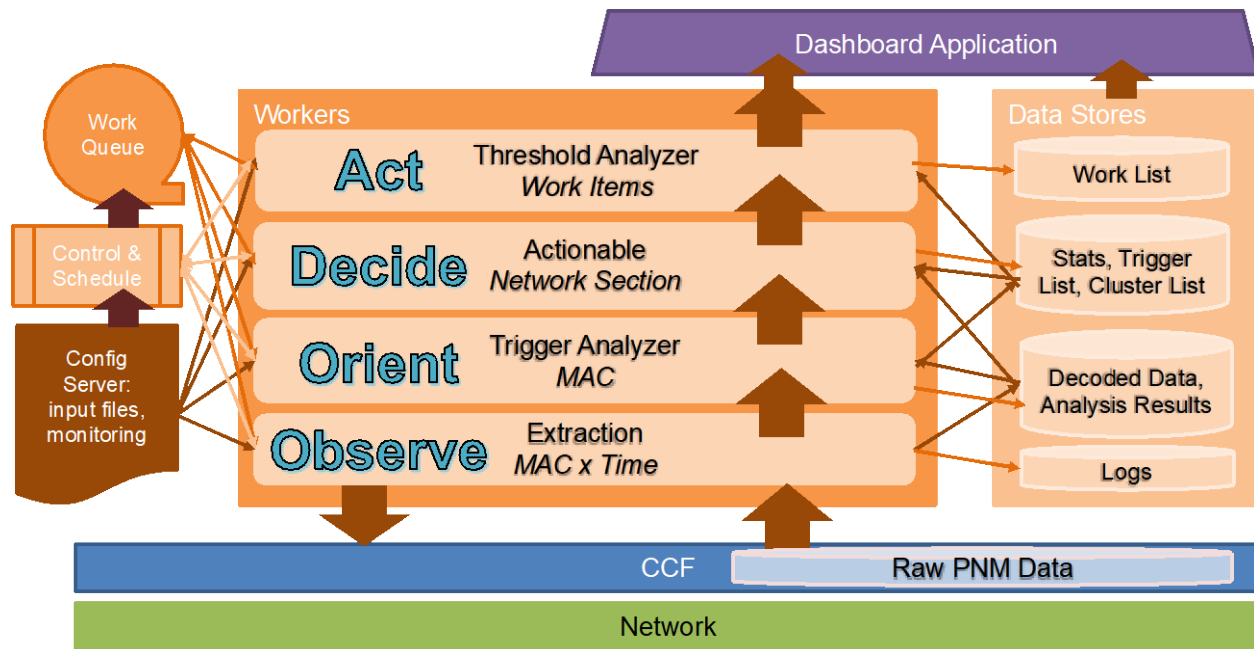 Dashboard Application
Work
Queue
Control &
Schedule
Config
Server:
input files,
monitoring
Workers
Act
Threshold Analyzer
Work Items
Decide
Actionable
Network Section
Orient
Trigger Analyzer
MAC
Observe
Extraction
MAC x Time
Data Stores
Work List
Stats, Trigger
List, Cluster List
Decoded Data,
Analysis Results
Logs
CCF
Raw PNM Data
Network